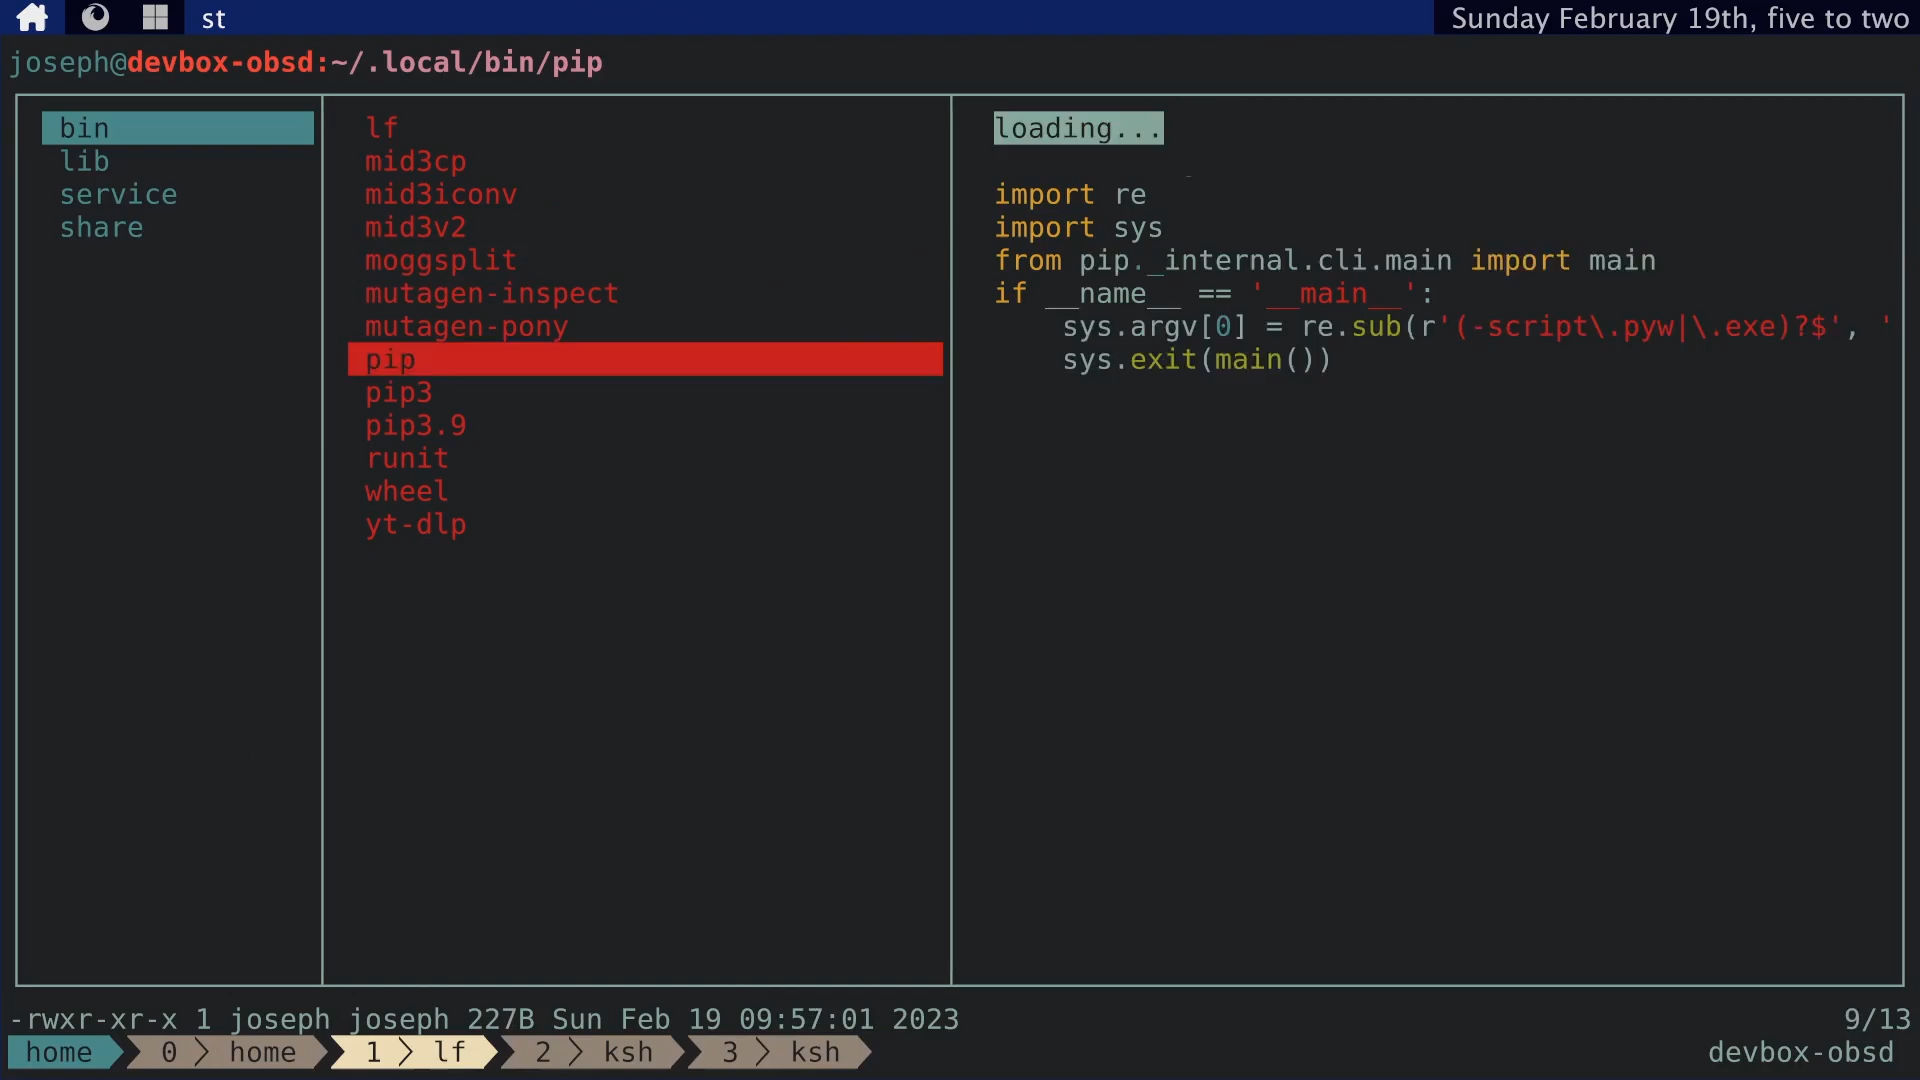 st
Sunday February 19th, five to two
joseph@devbox-obsd:~/.local/bin/pip
bin
lib
service
share
lf
mid3cp
mid3iconv
mid3v2
moggsplit
mutagen-inspect
mutagen-pony
pip
pip3
pip3.9
runit
wheel
yt-dlp
loading...
import re
import sys
from pip._internal.cli.main import main
if __name__ == '__main__':
    sys.argv[0] = re.sub(r'(-script\.pyw|\.exe)?$', '
    sys.exit(main())
-rwxr-xr-x 1 joseph joseph 227B Sun Feb 19 09:57:01 2023
9/13
home 0 home 1 lf 2 ksh 3 ksh
devbox-obsd